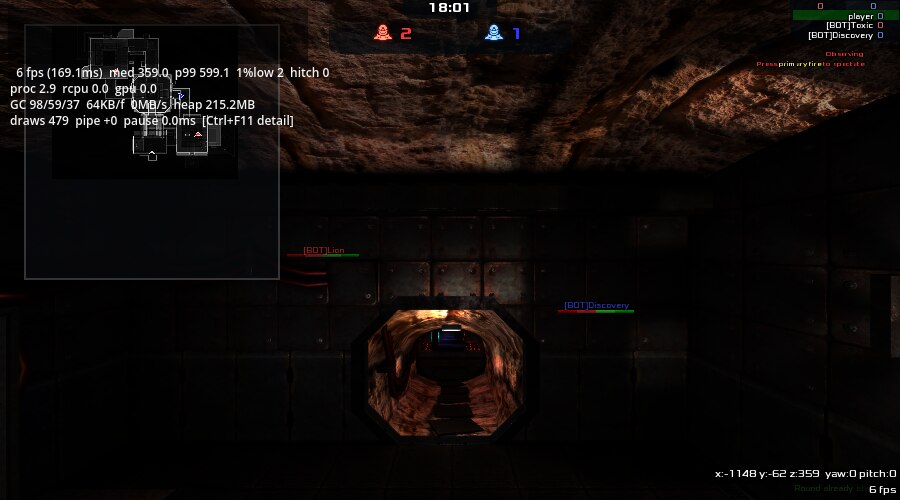 18:01
2 1
0 0
player 0
[BOT]Toxic 0
[BOT]Discovery 0
Observing
Press primary fire to spectate
6 fps (169.1ms) med 359.0 p99 599.1 1%low 2 hitch 0
proc 2.9 rcpu 0.0 gpu 0.0
GC 98/59/37 64KB/f 0MB/s heap 215.2MB
draws 479 pipe +0 pause 0.0ms [Ctrl+F11 detail]
[BOT]Lion
[BOT]Discovery
x:-1148 y:-62 z:359 yaw:0 pitch:0
Round already
6 fps